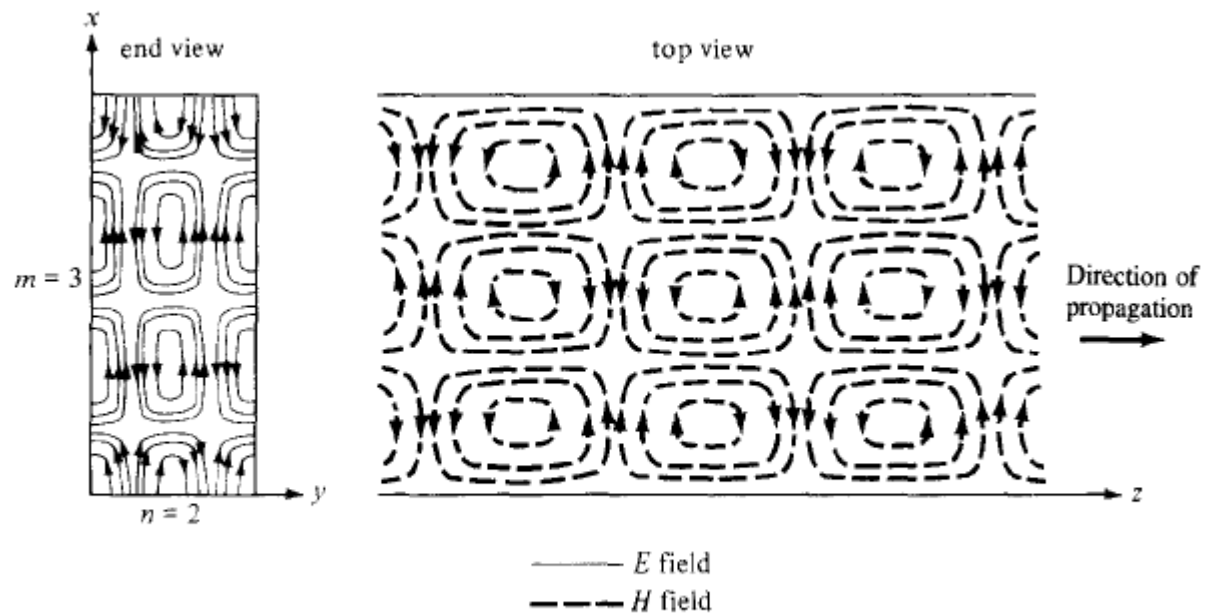 x
end view
top view
m = 3
Direction of
propagation
y
n = 2
z
E field
H field